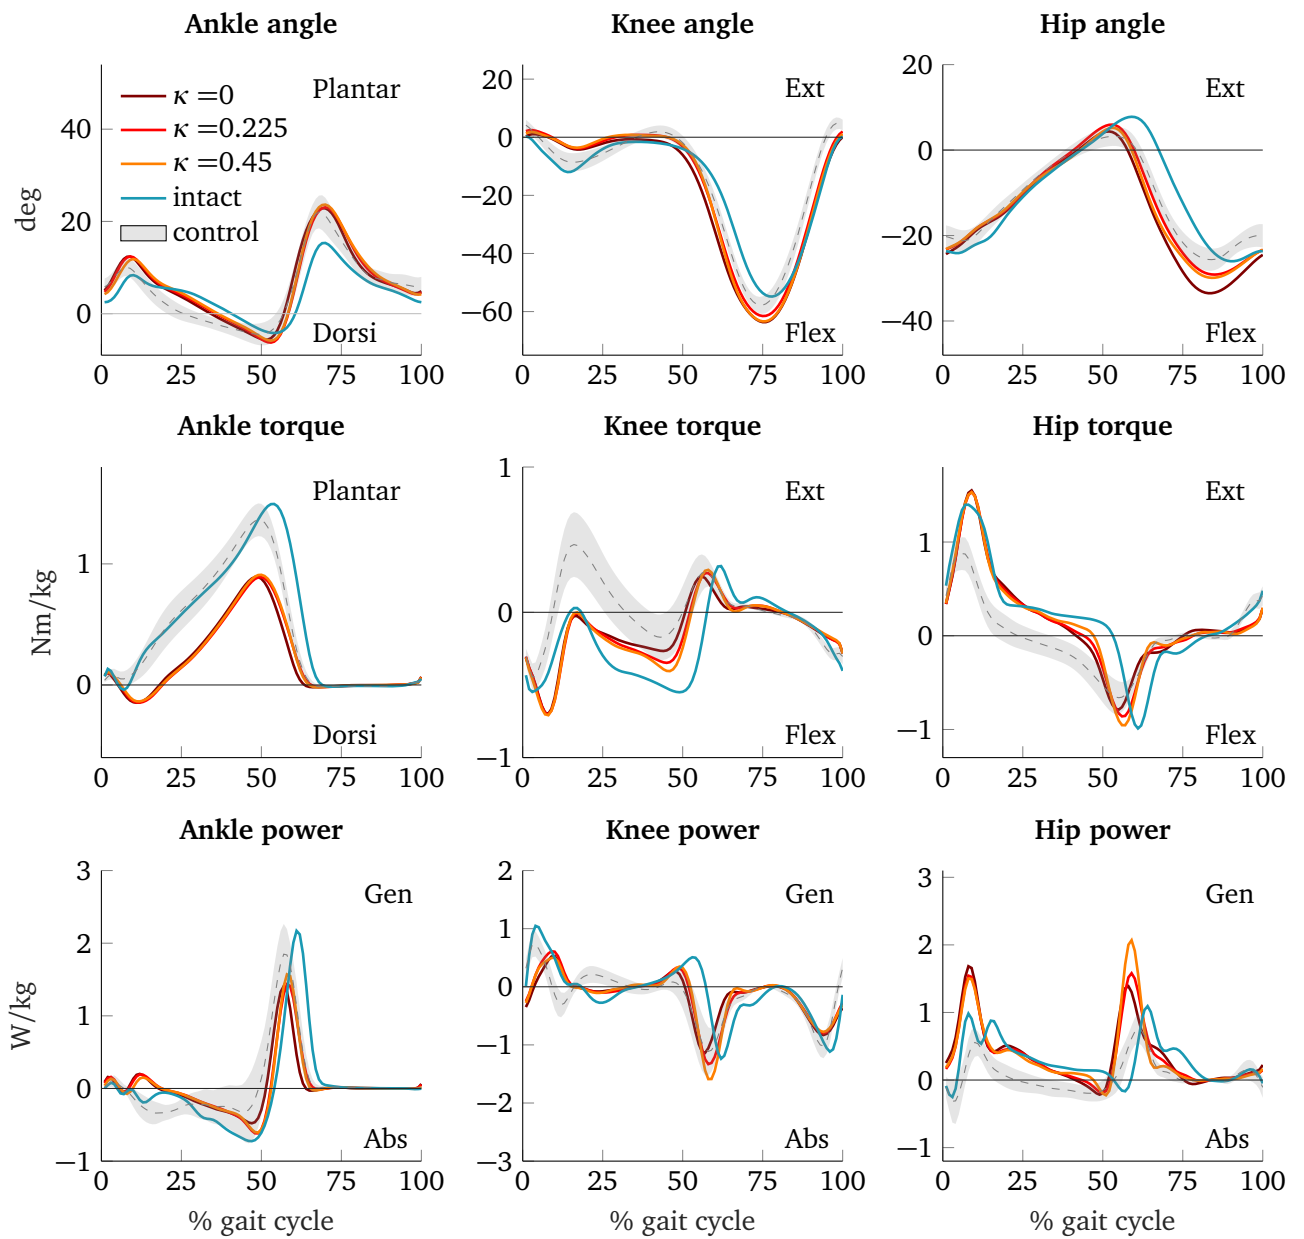 Ankle angle Knee angle Hip angle
deg
40
20
0
κ =0
κ =0.225
κ =0.45
intact
control
Plantar
Dorsi
0 25 50 75 100
20
0
−20
−40
−60
Ext
Flex
0 25 50 75 100
20
0
−20
−40
Ext
Flex
0 25 50 75 100
Ankle torque Knee torque Hip torque
Nm/kg
1
0
Plantar
Dorsi
0 25 50 75 100
1
0
−1
Ext
Flex
0 25 50 75 100
1
0
−1
Ext
Flex
0 25 50 75 100
Ankle power Knee power Hip power
W/kg
3
2
1
0
−1
Gen
Abs
0 25 50 75 100
% gait cycle
2
1
0
−1
−2
−3
Gen
Abs
0 25 50 75 100
% gait cycle
3
2
1
0
−1
Gen
Abs
0 25 50 75 100
% gait cycle